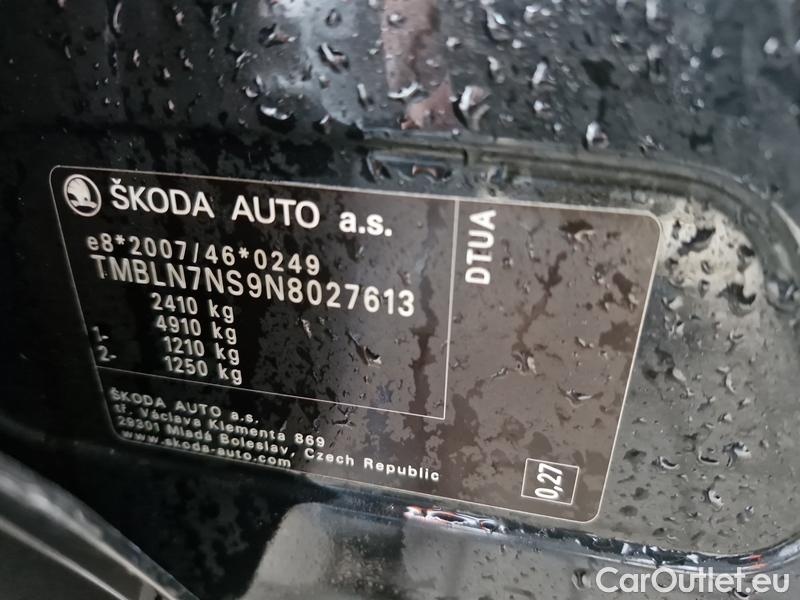 ŠKODA AUTO a.s.
e8*2007/46*0249
TMBLN7NS9N8027613
2410 kg
4910 kg
1- 1210 kg
2- 1250 kg
ŠKODA AUTO a.s.
tř. Václava Klementa 869
29301 Mladá Boleslav, Czech Republic
www.skoda-auto.com
DTUA
0,27
CarOutlet.eu